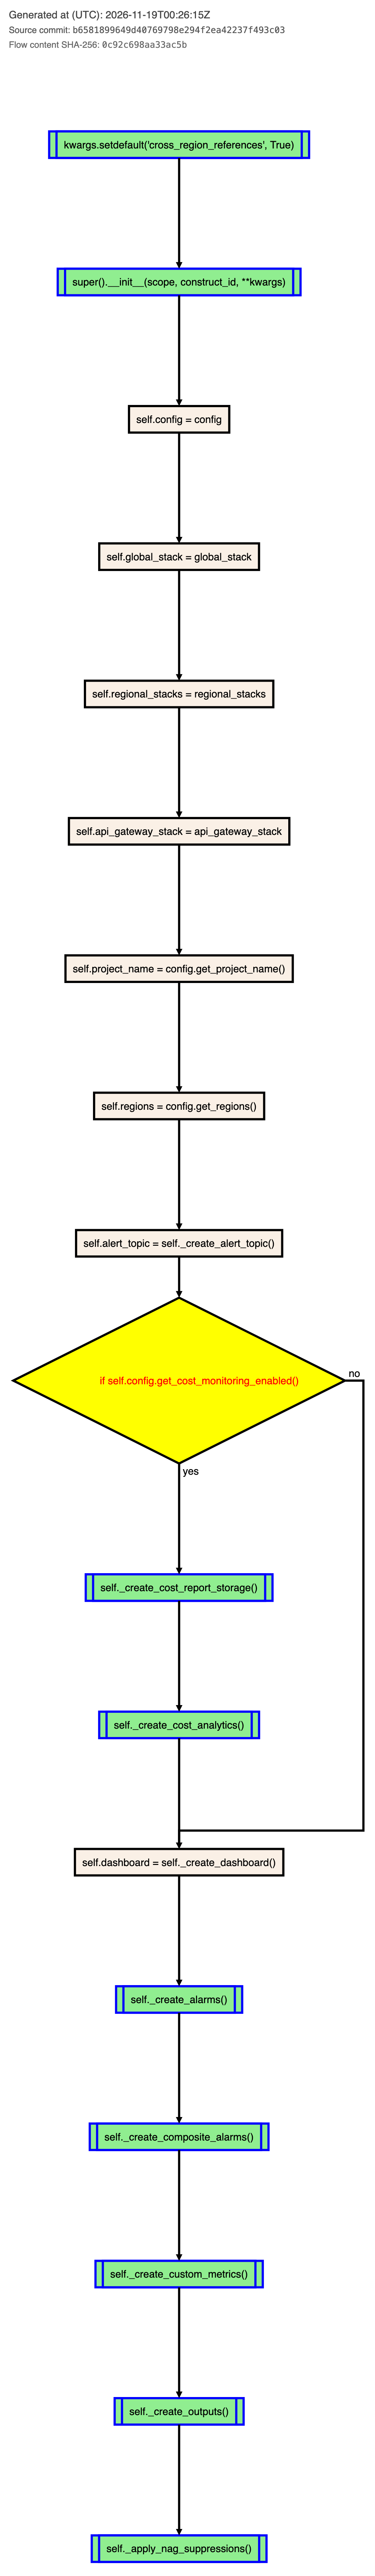 Generated at (UTC): 2026-11-19T00:26:15Z
Source commit: b6581899649d40769798e294f2ea42237f493c03
Flow content SHA-256: 0c92c698aa33ac5b
kwargs.setdefault('cross_region_references', True)
super().__init__(scope, construct_id, **kwargs)
self.config = config
self.global_stack = global_stack
self.regional_stacks = regional_stacks
self.api_gateway_stack = api_gateway_stack
self.project_name = config.get_project_name()
self.regions = config.get_regions()
self.alert_topic = self._create_alert_topic()
if self.config.get_cost_monitoring_enabled()
no
yes
self._create_cost_report_storage()
self._create_cost_analytics()
self.dashboard = self._create_dashboard()
self._create_alarms()
self._create_composite_alarms()
self._create_custom_metrics()
self._create_outputs()
self._apply_nag_suppressions()